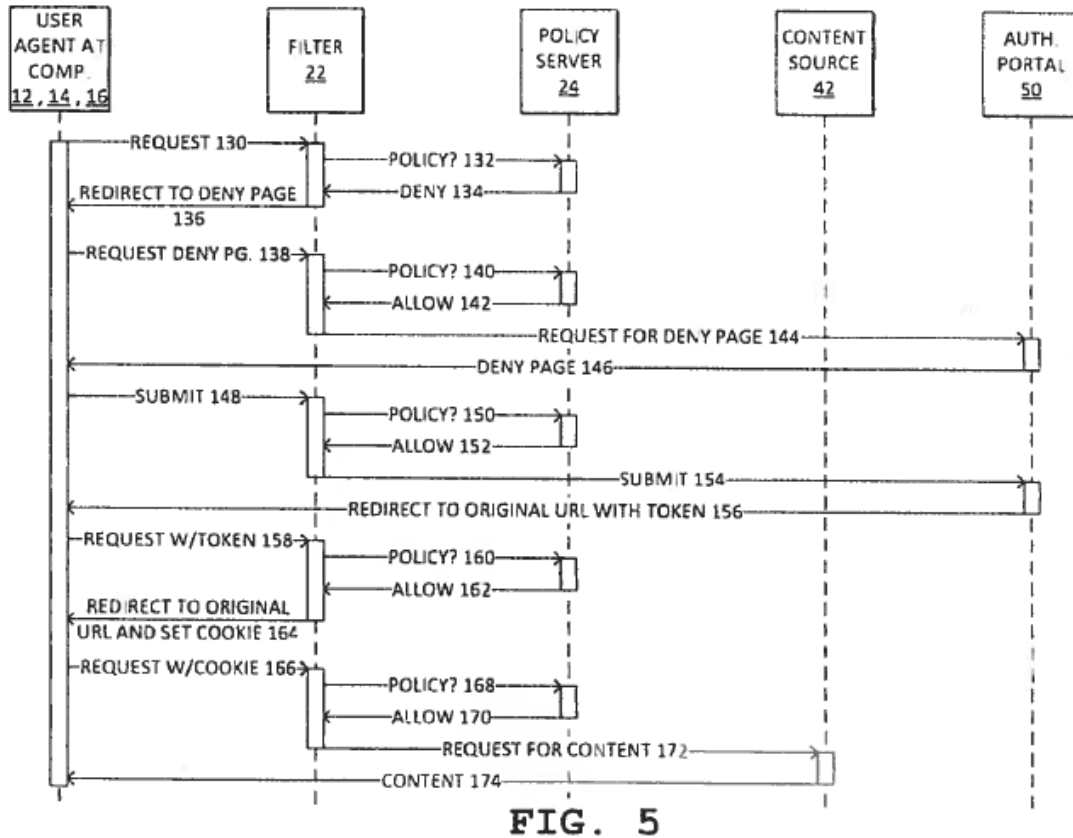 USER
AGENT AT
COMP.
12, 14, 16
FILTER
22
POLICY
SERVER
24
CONTENT
SOURCE
42
AUTH.
PORTAL
50
REQUEST 130
POLICY? 132
DENY 134
REDIRECT TO DENY PAGE
136
REQUEST DENY PG. 138
POLICY? 140
ALLOW 142
REQUEST FOR DENY PAGE 144
DENY PAGE 146
SUBMIT 148
POLICY? 150
ALLOW 152
SUBMIT 154
REDIRECT TO ORIGINAL URL WITH TOKEN 156
REQUEST W/TOKEN 158
POLICY? 160
ALLOW 162
REDIRECT TO ORIGINAL
URL AND SET COOKIE 164
REQUEST W/COOKIE 166
POLICY? 168
ALLOW 170
REQUEST FOR CONTENT 172
CONTENT 174
FIG. 5